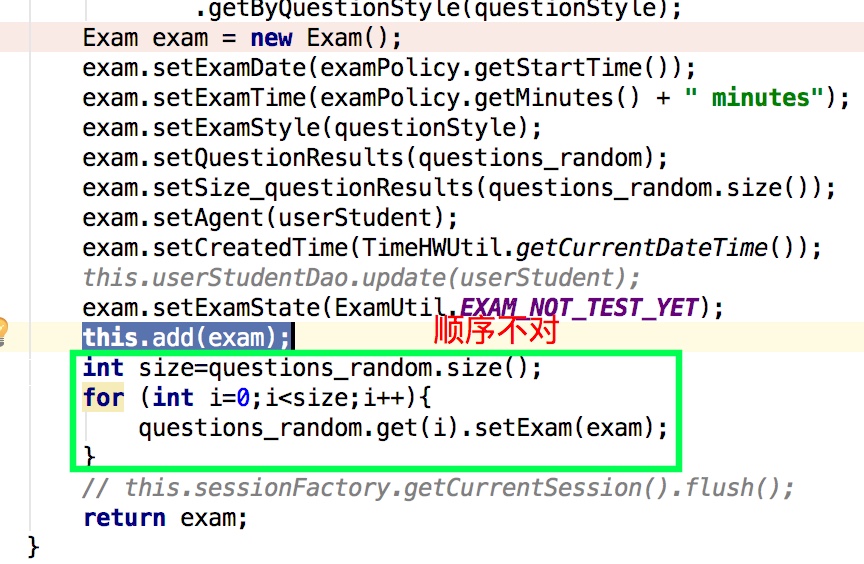 .getByQuestionStyle(questionStyle);
Exam exam = new Exam();
exam.setExamDate(examPolicy.getStartTime());
exam.setExamTime(examPolicy.getMinutes() + " minutes");
exam.setExamStyle(questionStyle);
exam.setQuestionResults(questions_random);
exam.setSize_questionResults(questions_random.size());
exam.setAgent(userStudent);
exam.setCreatedTime(TimeHWUtil.getCurrentDateTime());
this.userStudentDao.update(userStudent);
exam.setExamState(ExamUtil.EXAM_NOT_TEST_YET);
this.add(exam);
顺序不对
int size=questions_random.size();
for (int i=0;i<size;i++){
questions_random.get(i).setExam(exam);
}
// this.sessionFactory.getCurrentSession().flush();
return exam;
}